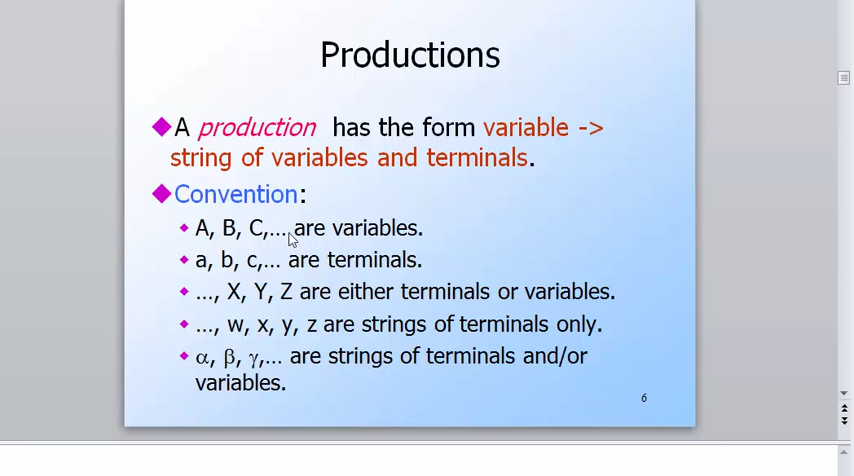 Productions
A production has the form variable ->
string of variables and terminals.
Convention:
A, B, C,… are variables.
a, b, c,… are terminals.
…, X, Y, Z are either terminals or variables.
…, w, x, y, z are strings of terminals only.
α, β, γ,… are strings of terminals and/or
variables.
6